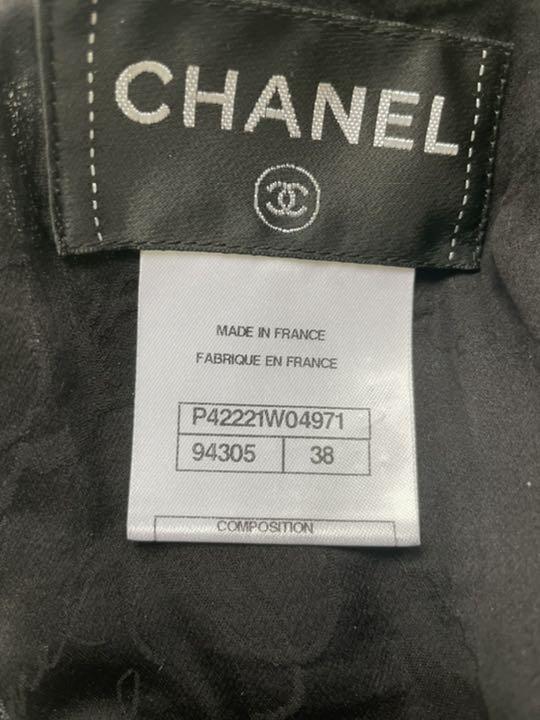 CHANEL
MADE IN FRANCE
FABRIQUE EN FRANCE
P42221W04971
94305 38
COMPOSITION